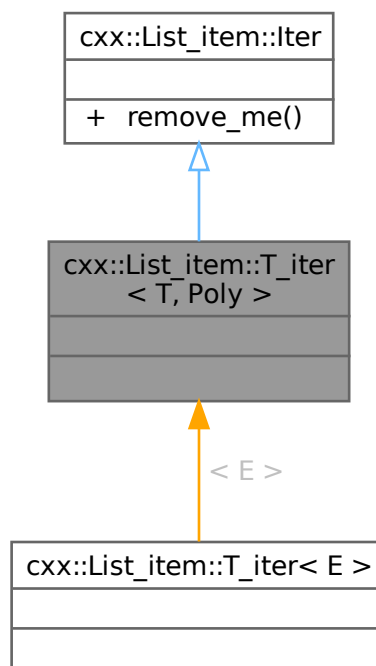 cxx::List_item::Iter
+ remove_me()
cxx::List_item::T_iter
< T, Poly >
< E >
cxx::List_item::T_iter< E >